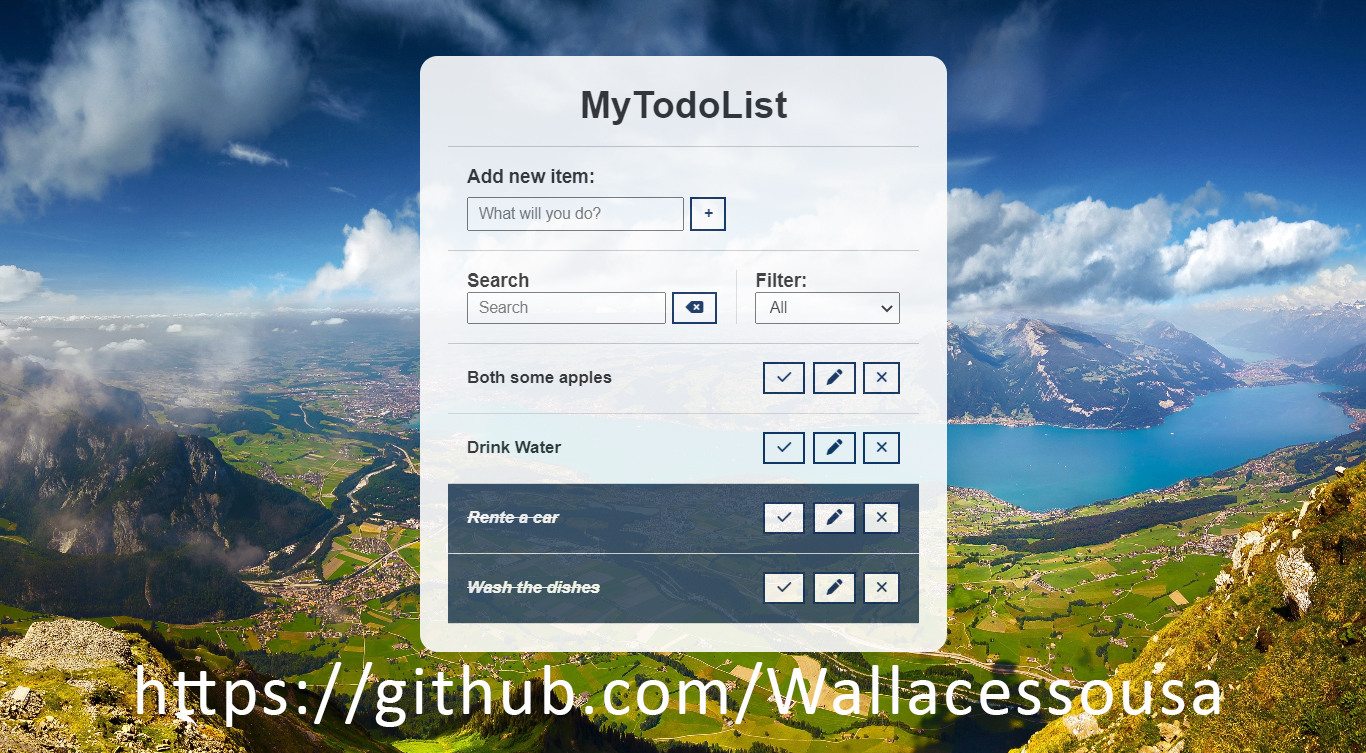 MyTodoList
Add new item:
What will you do?
+
Search
Filter:
Search
All
Both some apples
Drink Water
Rente a car
Wash the dishes
https://github.com/Wallacessousa